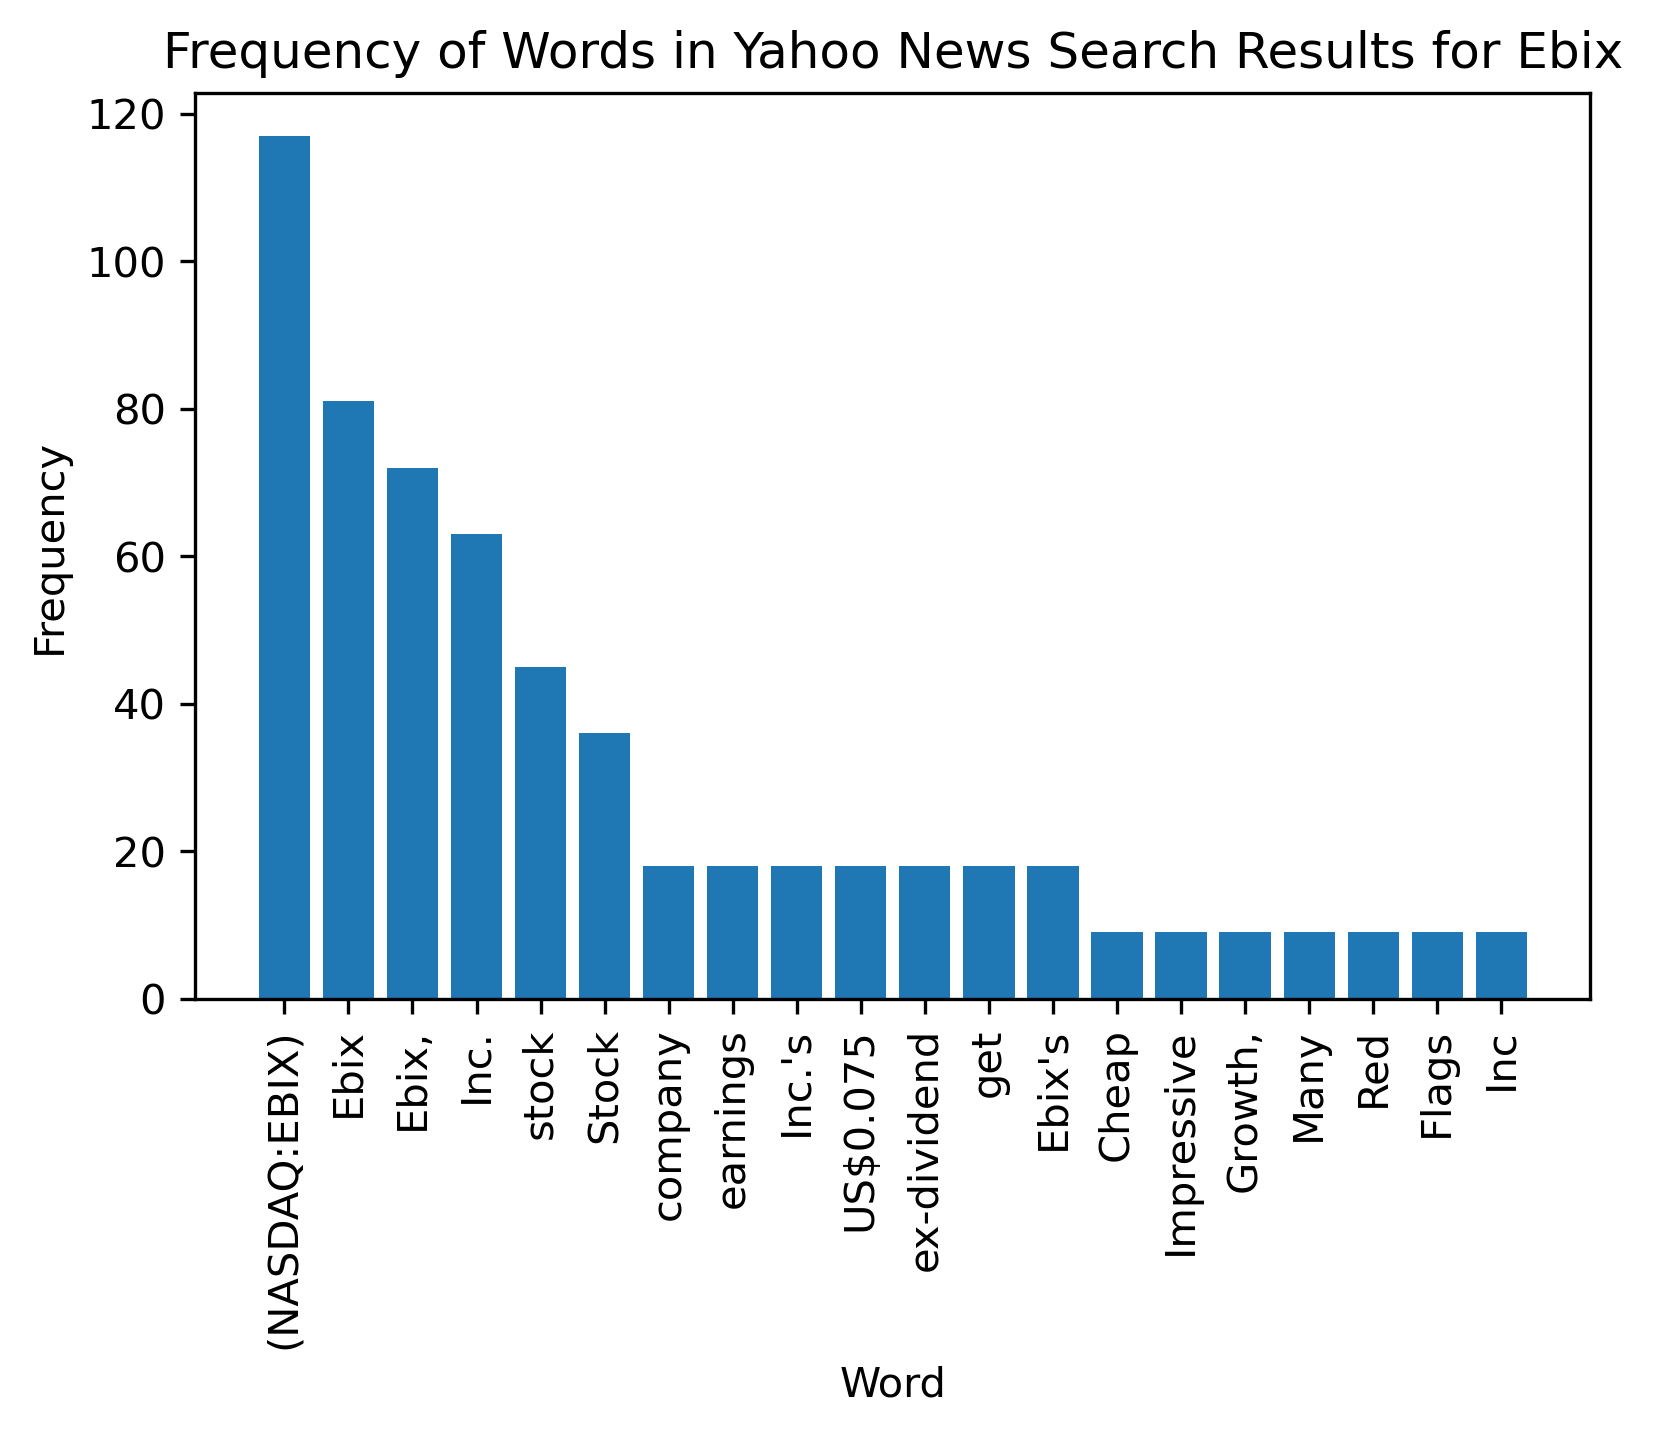 Frequency of Words in Yahoo News Search Results for Ebix
120
100
80
60
40
20
0
Frequency
(NASDAQ:EBIX)
Ebix
Ebix,
Inc.
stock
Stock
company
earnings
Inc.'s
US$0.075
ex-dividend
get
Ebix's
Cheap
Impressive
Growth,
Many
Red
Flags
Inc
Word